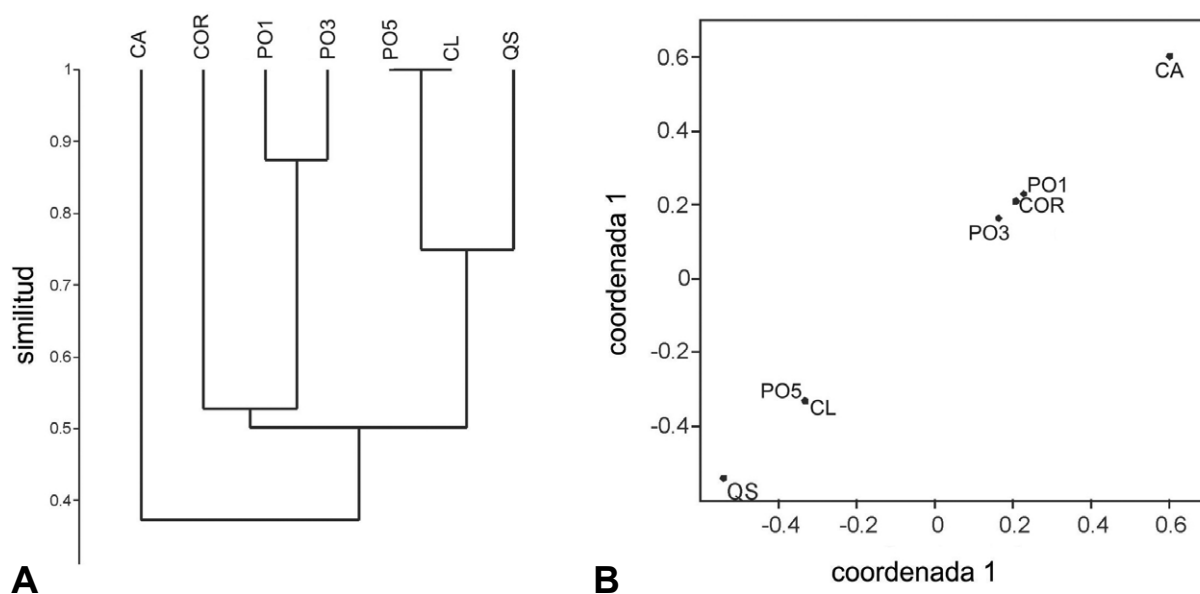 CA
COR
PO1
PO3
PO5
CL
QS
1
0.9
0.8
0.7
0.6
0.5
0.4
similitud
A
0.6
0.4
0.2
0
-0.2
-0.4
coordenada 1
CA
PO1
COR
PO3
PO5
CL
QS
-0.4
-0.2
0
0.2
0.4
0.6
coordenada 1
B